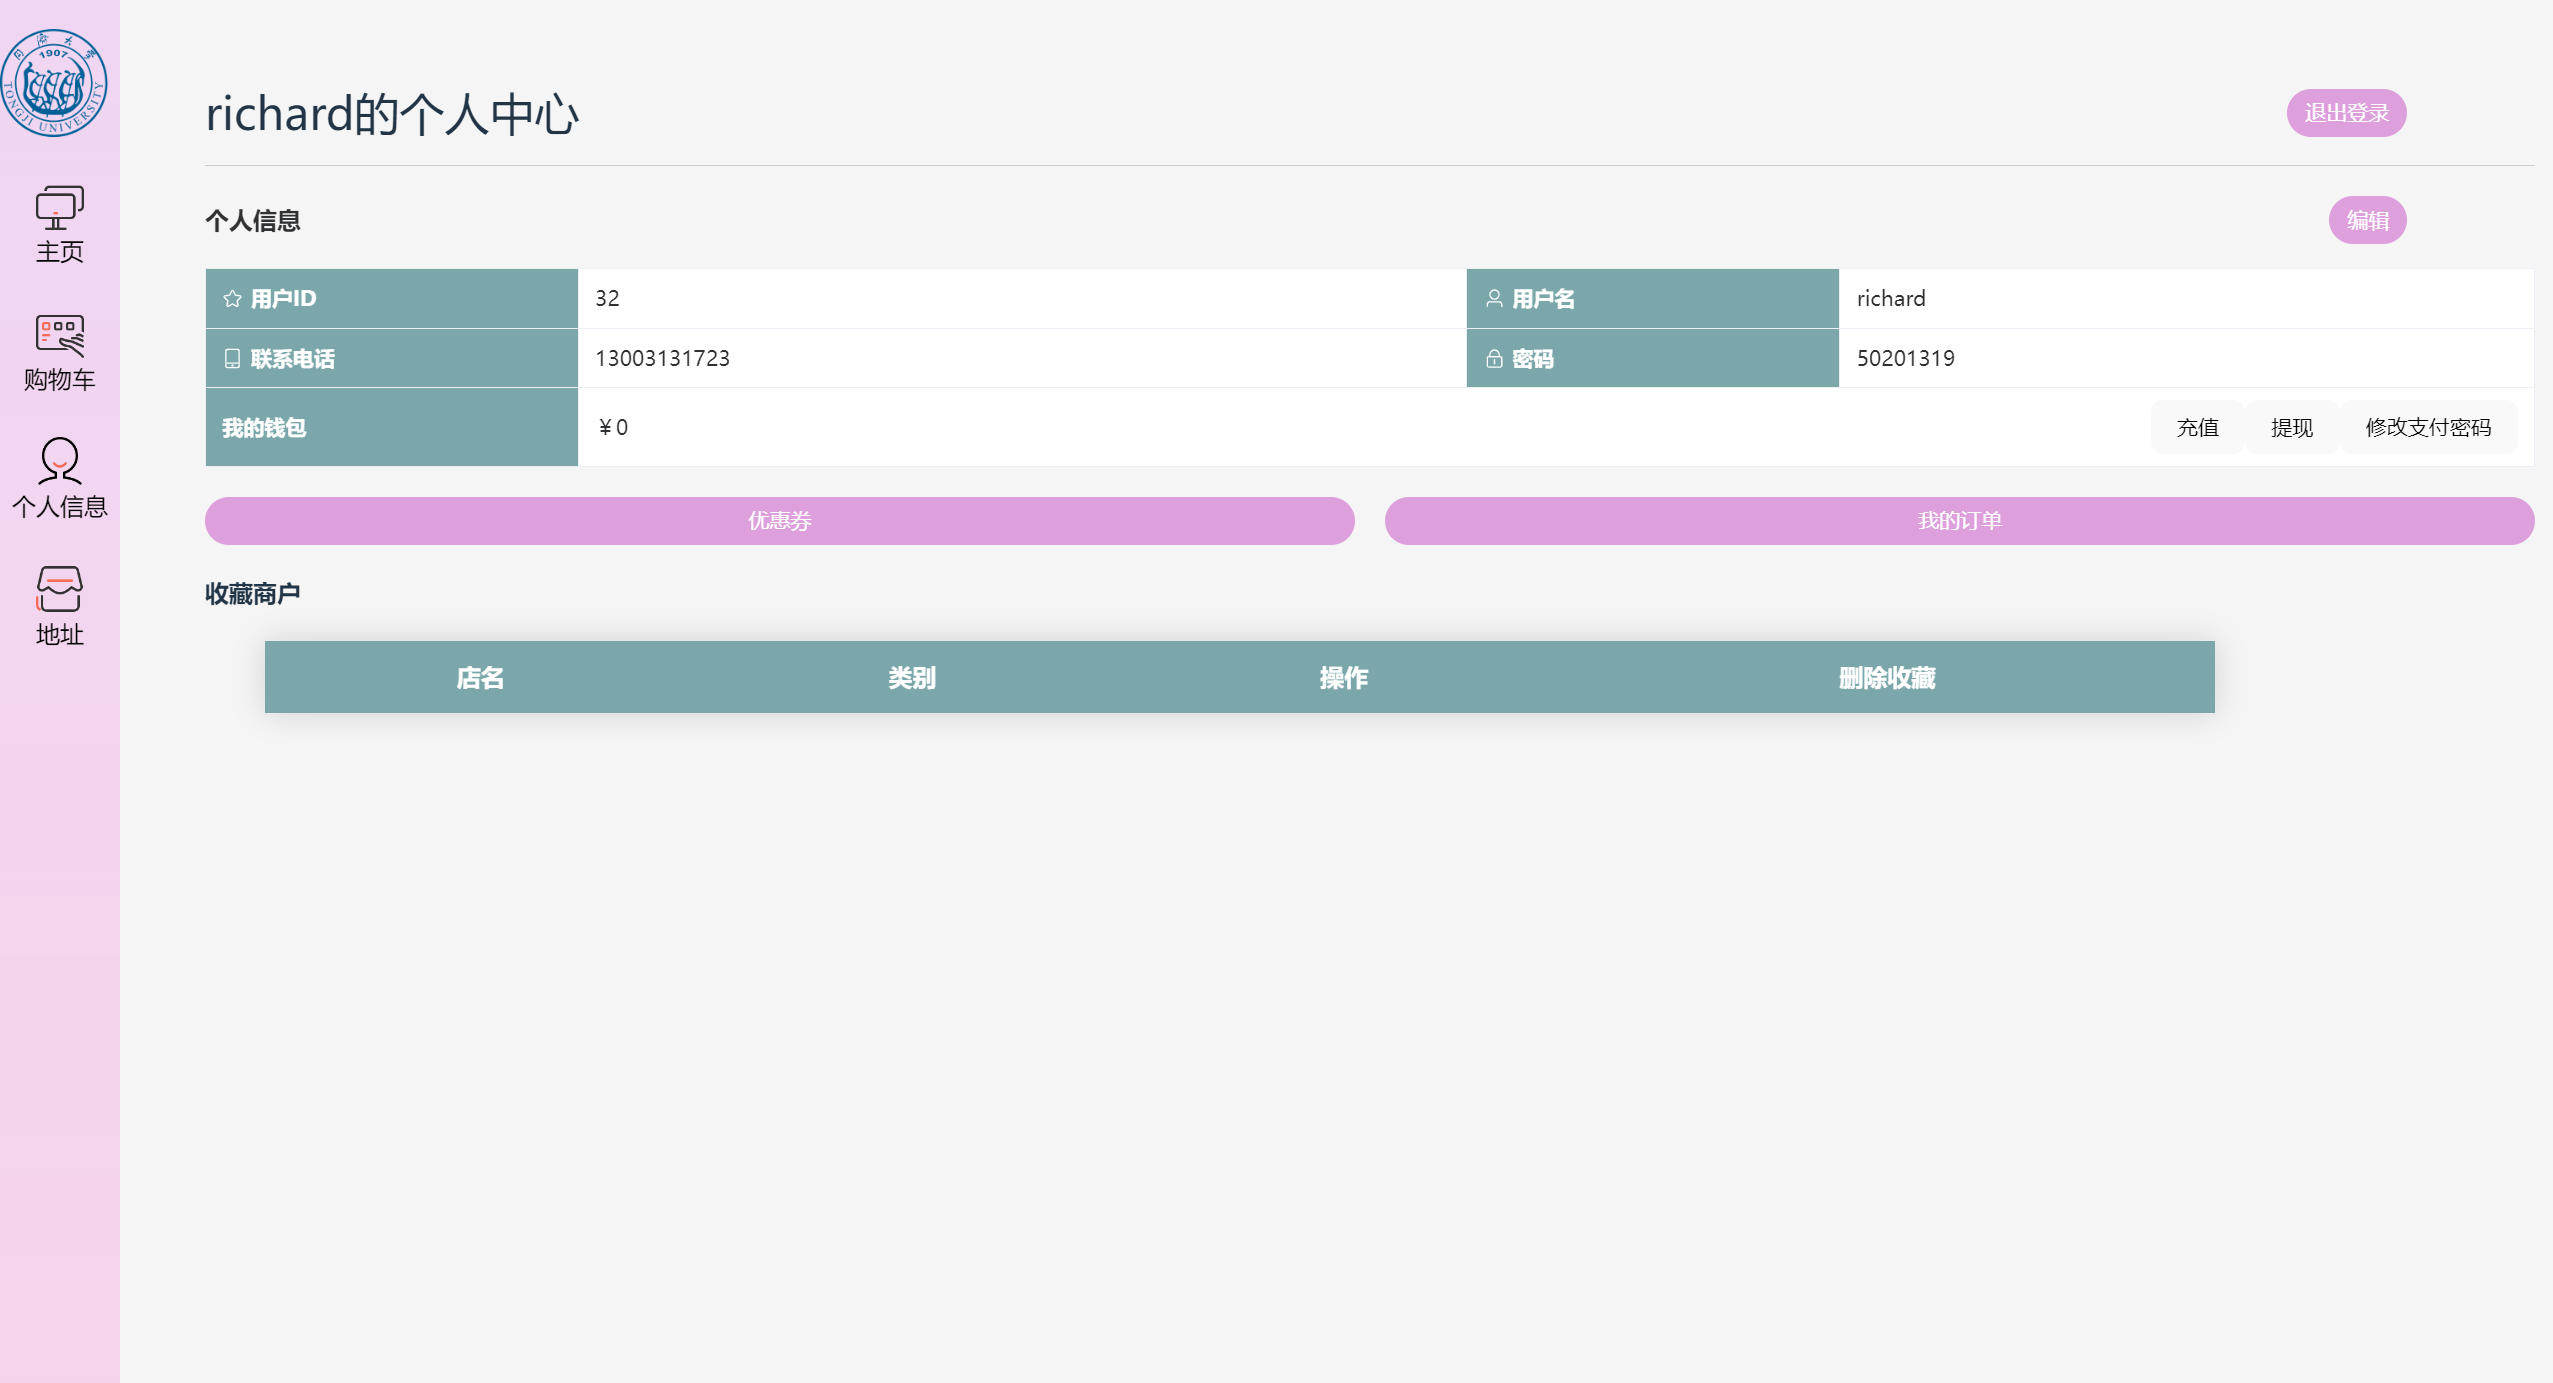 同济大学
1907
TONGJI UNIVERSITY
主页
购物车
个人信息
地址
richard的个人中心
退出登录
个人信息
编辑
用户ID 32 用户名 richard
联系电话 13003131723 密码 50201319
我的钱包 ¥0 充值 提现 修改支付密码
优惠券 我的订单
收藏商户
店名 类别 操作 删除收藏